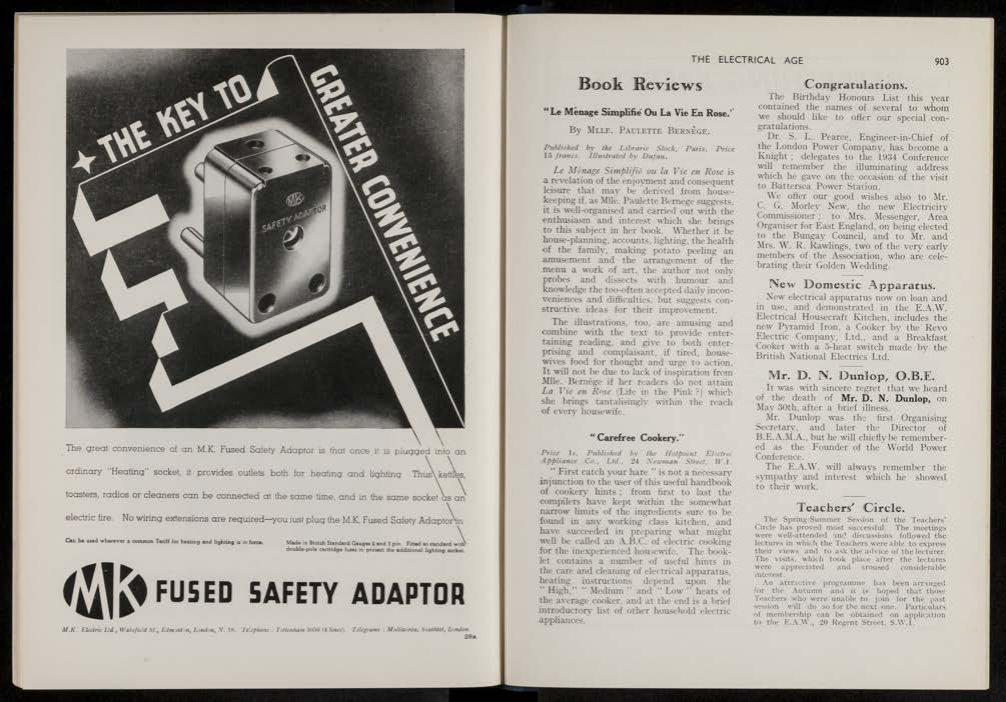 THE KEY TO
GREATER CONVENIENCE
MK
SAFETY ADAPTOR
The great convenience of an M.K. Fused Safety Adaptor is that once it is plugged into an
ordinary "Heating" socket, it provides outlets both for heating and lighting Thus kettles,
toasters, radios or cleaners can be connected at the same time, and in the same socket as an
electric fire. No wiring extensions are required—you just plug the M.K. Fused Safety Adaptor in
Can be used wherever a common Tariff for heating and lighting is in force.
Made in British Standard Gauges 2 and 3 pin. Fitted as standard with
double-pole cartridge fuses to protect the additional lighting socket.
MK FUSED SAFETY ADAPTOR
M.K. Electric Ltd., Wakefield St., Edmonton, London, N. 18. Telephone : Tottenham
THE ELECTRICAL AGE 903
Book Reviews
"Le Ménage Simplifié Ou La Vie En Rose."
By MLLE. PAULETTE BERNÈGE.
Published by the Librarie Stock, Paris. Price
15 francs. Illustrated by
Le Ménage Simplifié ou la Vie en Rose is
a revelation of the enjoyment and consequent
leisure that may be derived from house-
keeping if, as Mlle. Paulette Bernege suggests,
it is well-organised and carried out with the
enthusiasm and interest which she brings
to this subject in her book. Whether it be
house-planning, accounts, lighting, the health
of the family, making potato peeling an
amusement and the arrangement of the
menu a work of art, the author not only
probes and dissects with humour and
knowledge the too-often accepted daily incon-
veniences and difficulties, but suggests con-
structive ideas for their improvement.
The illustrations, too, are amusing and
combine with the text to provide enter-
taining reading, and give to both enter-
prising and complaisant, if tired, house-
wives food for thought and urge to action.
It will not be due to lack of inspiration from
Mlle. Bernège if her readers do not attain
La Vie en Rose (Life in the Pink ?) which
she brings tantalisingly within the reach
of every housewife.
"Carefree Cookery."
Price 1s. Published by the Hotpoint Electric
Appliance Co., Ltd., 24 Newman Street, W.1.
" First catch your hare " is not a necessary
injunction to the user of this useful handbook
of cookery hints ; from first to last the
compilers have kept within the somewhat
narrow limits of the ingredients sure to be
found in any working class kitchen, and
have succeeded in preparing what might
well be called an A.B.C. of electric cooking
for the inexperienced housewife. The book-
let contains a number of useful hints in
the care and cleaning of electrical apparatus,
heating instructions depend upon the
" High," " Medium " and " Low " heats of
the average cooker, and at the end is a brief
introductory list of other household electric
appliances.
Congratulations.
The Birthday Honours List this year
contained the names of several to whom
we should like to offer our special con-
gratulations.
Dr. S. L. Pearce, Engineer-in-Chief of
the London Power Company, has become a
Knight ; delegates to the 1934 Conference
will remember the illuminating address
which he gave on the occasion of the visit
to Battersea Power Station.
We offer our good wishes also to Mr.
C. G. Morley New, the new Electricity
Commissioner ; to Mrs. Messenger, Area
Organiser for East England, on being elected
to the Bungay Council, and to Mr. and
Mrs. W. R. Rawlings, two of the very early
members of the Association, who are cele-
brating their Golden Wedding.
New Domestic Apparatus.
New electrical apparatus now on loan and
in use, and demonstrated in the E.A.W.
Electrical Housecraft Kitchen, includes the
new Pyramid Iron, a Cooker by the Revo
Electric Company, Ltd., and a Breakfast
Cooker with a 5-heat switch made by the
British National Electrics Ltd.
Mr. D. N. Dunlop, O.B.E.
It was with sincere regret that we heard
of the death of Mr. D. N. Dunlop, on
May 30th, after a brief illness.
Mr. Dunlop was the first Organising
Secretary, and later the Director of
B.E.A.M.A., but he will chiefly be remember-
ed as the Founder of the World Power
Conference.
The E.A.W. will always remember the
sympathy and interest which he showed
to their work.
Teachers' Circle.
The Spring-Summer Session of the Teachers'
Circle has proved most successful. The meetings
were well-attended and discussions followed the
lectures in which the Teachers were able to express
their views and to ask the advice of the lecturer.
The visits, which took place after the lectures
were appreciated and aroused considerable
interest.
An attractive programme has been arranged
for the Autumn and it is hoped that those
Teachers who were unable to join for the past
session will do so for the next one. Particulars
of membership can be obtained on application
to the E.A.W., 20 Regent Street, S.W.1.